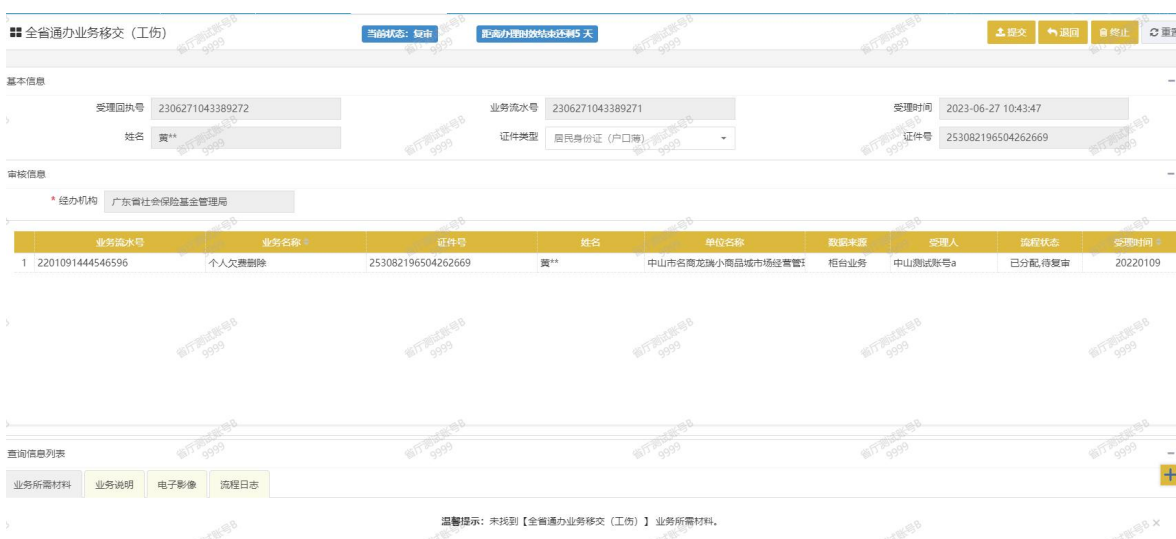 全省通办业务移交（工伤）
当前状态：复审
距离办理时效结束还剩5 天
提交
退回
终止
重置
基本信息
受理回执号 2306271043389272
业务流水号 2306271043389271
受理时间 2023-06-27 10:43:47
姓名 黄**
证件类型 居民身份证（户口薄）
证件号 253082196504262669
审核信息
* 经办机构 广东省社会保险基金管理局
业务流水号 业务名称 证件号 姓名 单位名称 数据来源 受理人 流程状态 受理时间
1 2201091444546596 个人欠费删除 253082196504262669 黄** 中山市名商龙瑞小商品城市场经营管理 柜台业务 中山测试账号a 已分配,待复审 20220109
查询信息列表
业务所需材料 业务说明 电子影像 流程日志
温馨提示：未找到【全省通办业务移交（工伤）】 业务所需材料。
省厅测试账号B
9999